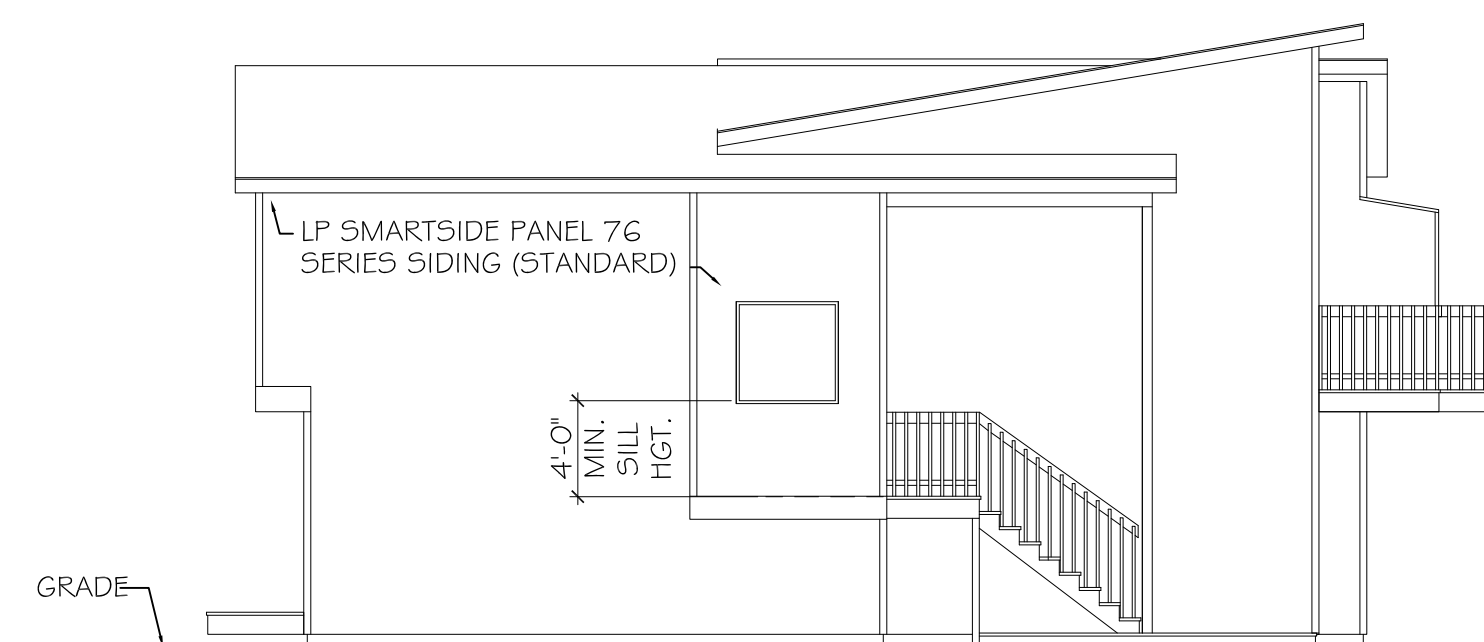 LP SMARTSIDE PANEL 76
SERIES SIDING (STANDARD)
4'-0"
MIN.
SILL
HGT.
GRADE